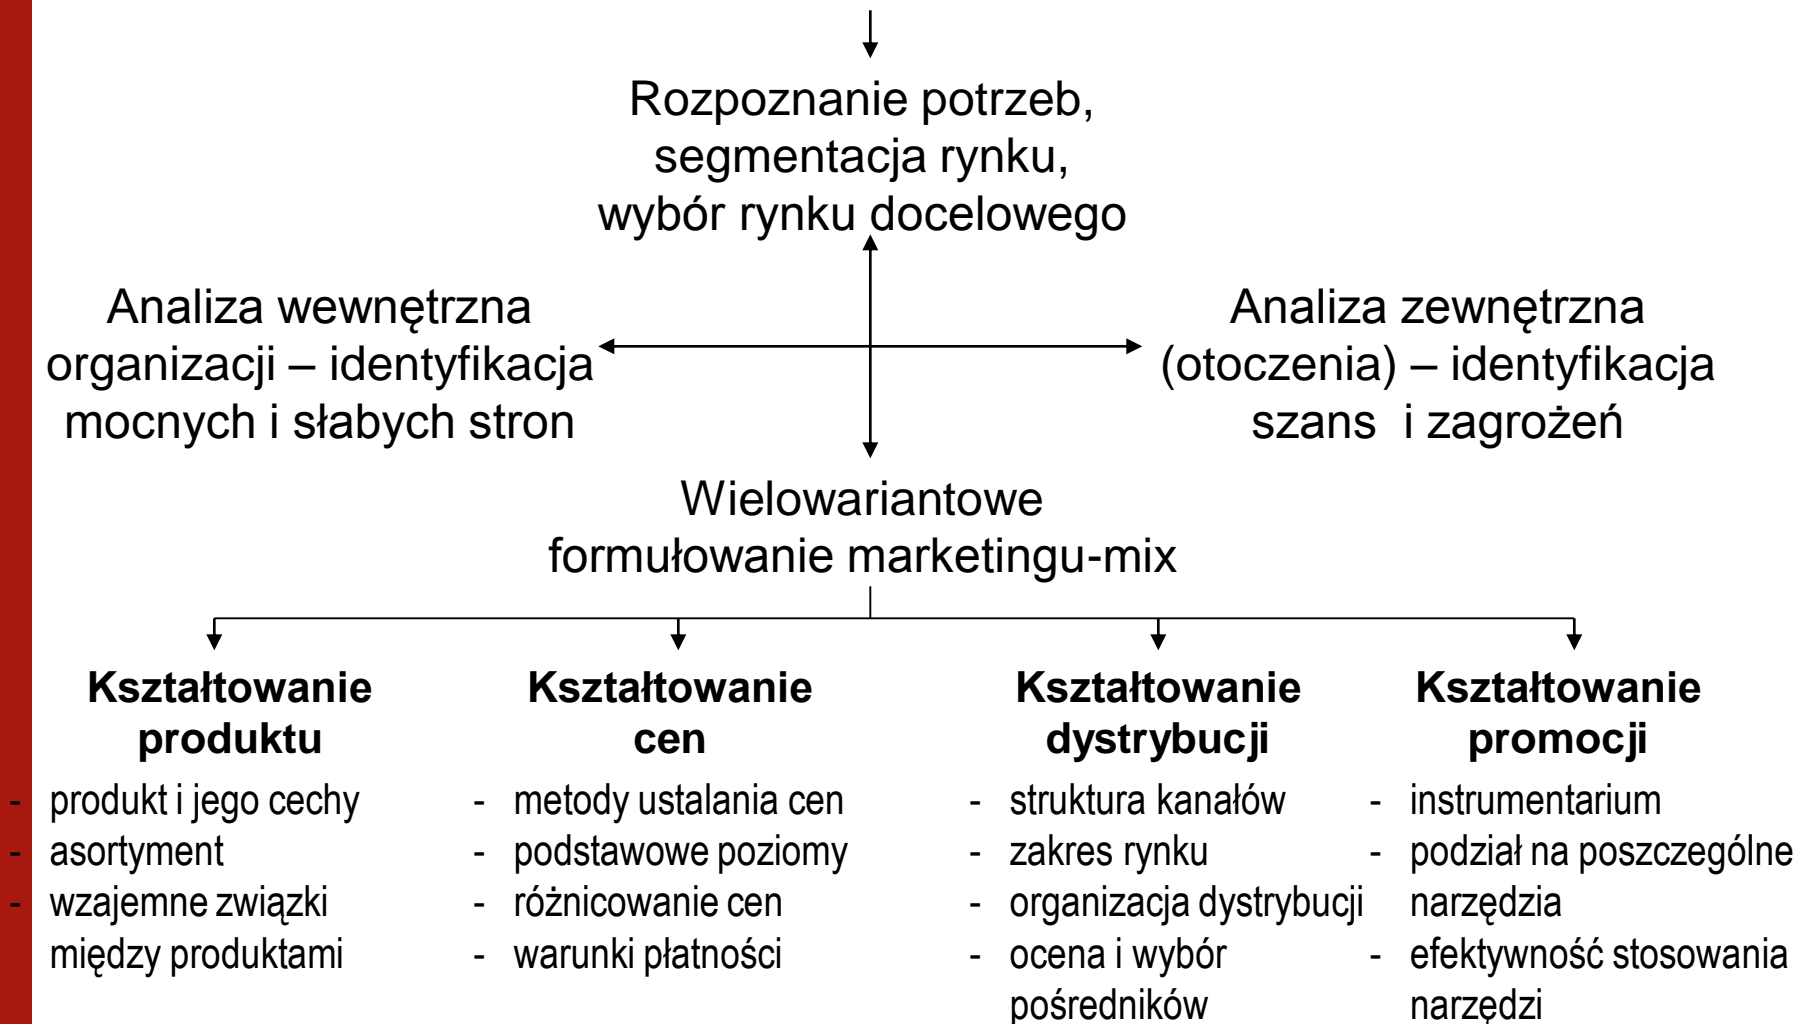 Rozpoznanie potrzeb,
segmentacja rynku,
wybór rynku docelowego
Analiza wewnętrzna
organizacji – identyfikacja
mocnych i słabych stron
Analiza zewnętrzna
(otoczenia) – identyfikacja
szans i zagrożeń
Wielowariantowe
formułowanie marketingu-mix
Kształtowanie
produktu
- produkt i jego cechy
- asortyment
- wzajemne związki
między produktami
Kształtowanie
cen
- metody ustalania cen
- podstawowe poziomy
- różnicowanie cen
- warunki płatności
Kształtowanie
dystrybucji
- struktura kanałów
- zakres rynku
- organizacja dystrybucji
- ocena i wybór
pośredników
Kształtowanie
promocji
- instrumentarium
- podział na poszczególne
narzędzia
- efektywność stosowania
narzędzi